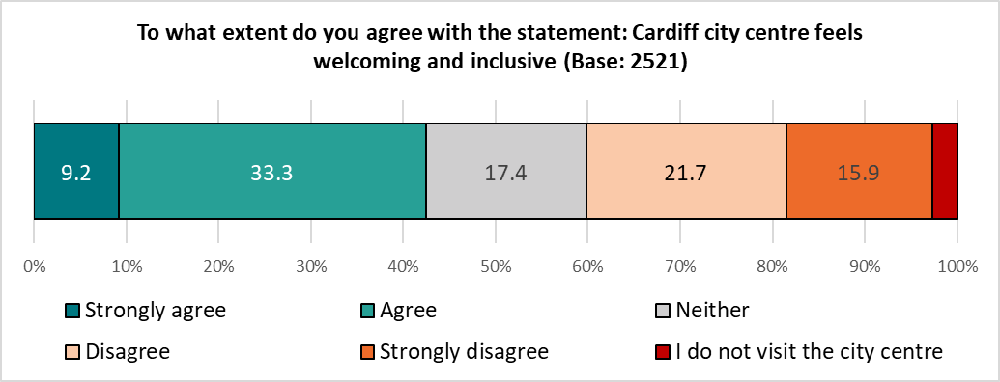 To what extent do you agree with the statement: Cardiff city centre feels
welcoming and inclusive (Base: 2521)
9.2 33.3 17.4 21.7 15.9
0% 10% 20% 30% 40% 50% 60% 70% 80% 90% 100%
Strongly agree Agree Neither
Disagree Strongly disagree I do not visit the city centre